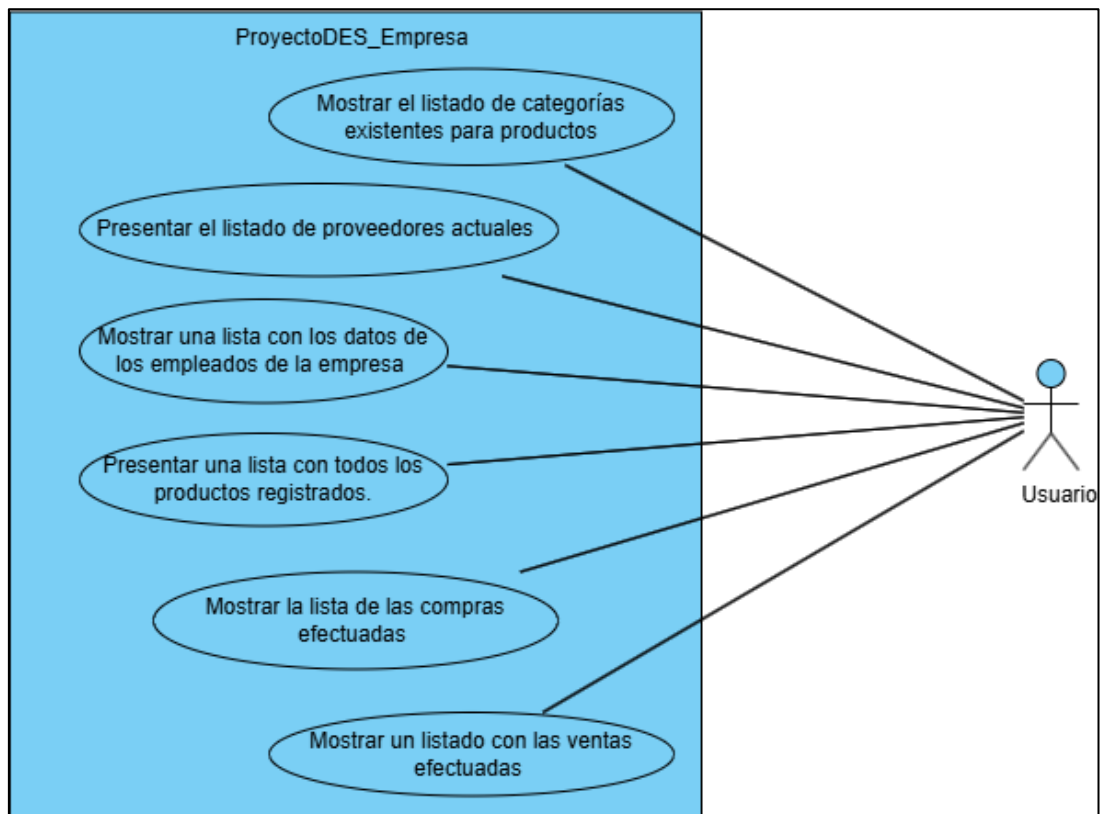 ProyectoDES_Empresa
Mostrar el listado de categorías
existentes para productos
Presentar el listado de proveedores actuales
Mostrar una lista con los datos de
los empleados de la empresa
Presentar una lista con todos los
productos registrados.
Usuario
Mostrar la lista de las compras
efectuadas
Mostrar un listado con las ventas
efectuadas